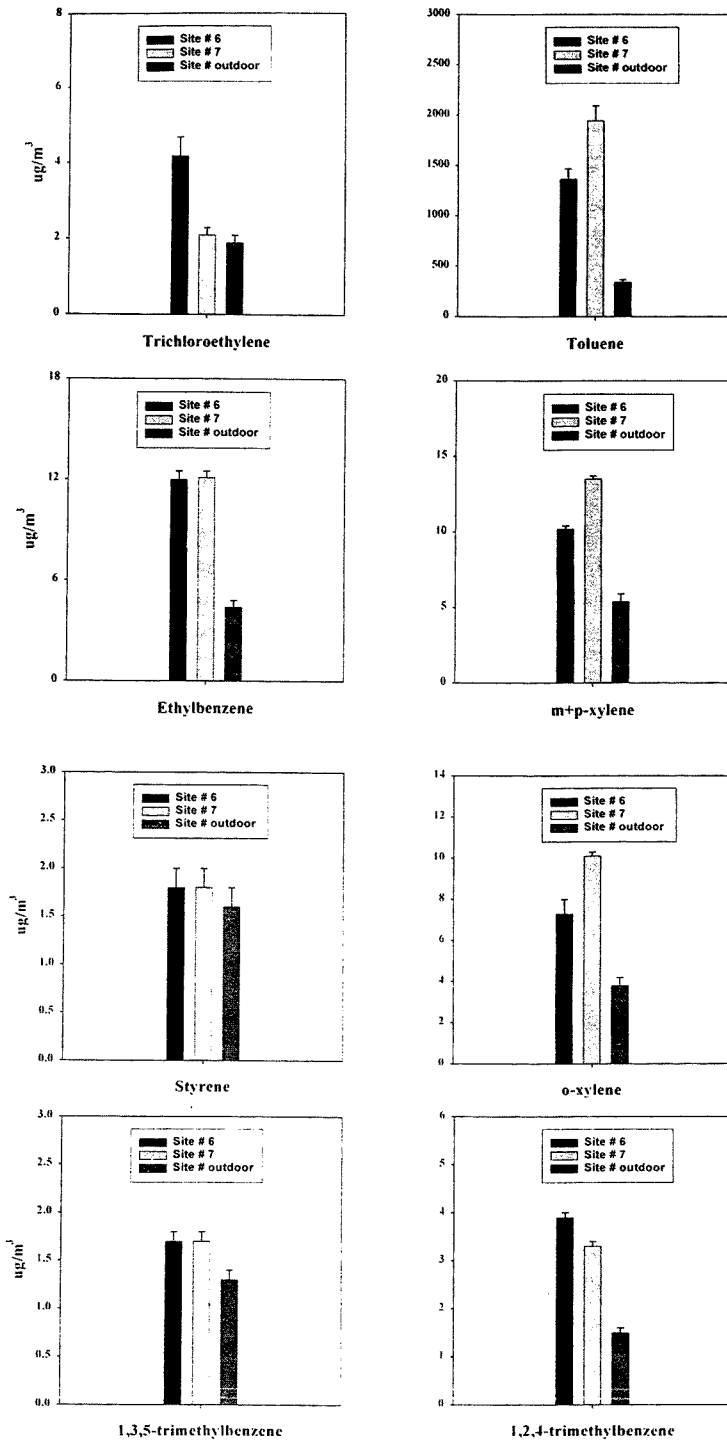 8
6
4
2
0
ug/m3
Site # 6
Site # 7
Site # outdoor
Trichloroethylene
3000
2500
2000
1500
1000
500
0
Site # 6
Site # 7
Site # outdoor
Toluene
18
12
6
0
ug/m3
Site # 6
Site # 7
Site # outdoor
Ethylbenzene
20
15
10
5
0
Site # 6
Site # 7
Site # outdoor
m+p-xylene
3.0
2.5
2.0
1.5
1.0
0.5
0.0
ug/m3
Site # 6
Site # 7
Site # outdoor
Styrene
14
12
10
8
6
4
2
0
Site # 6
Site # 7
Site # outdoor
o-xylene
3.0
2.5
2.0
1.5
1.0
0.5
0.0
ug/m3
Site # 6
Site # 7
Site # outdoor
1,3,5-trimethylbenzene
6
5
4
3
2
1
0
Site # 6
Site # 7
Site # outdoor
1,2,4-trimethylbenzene